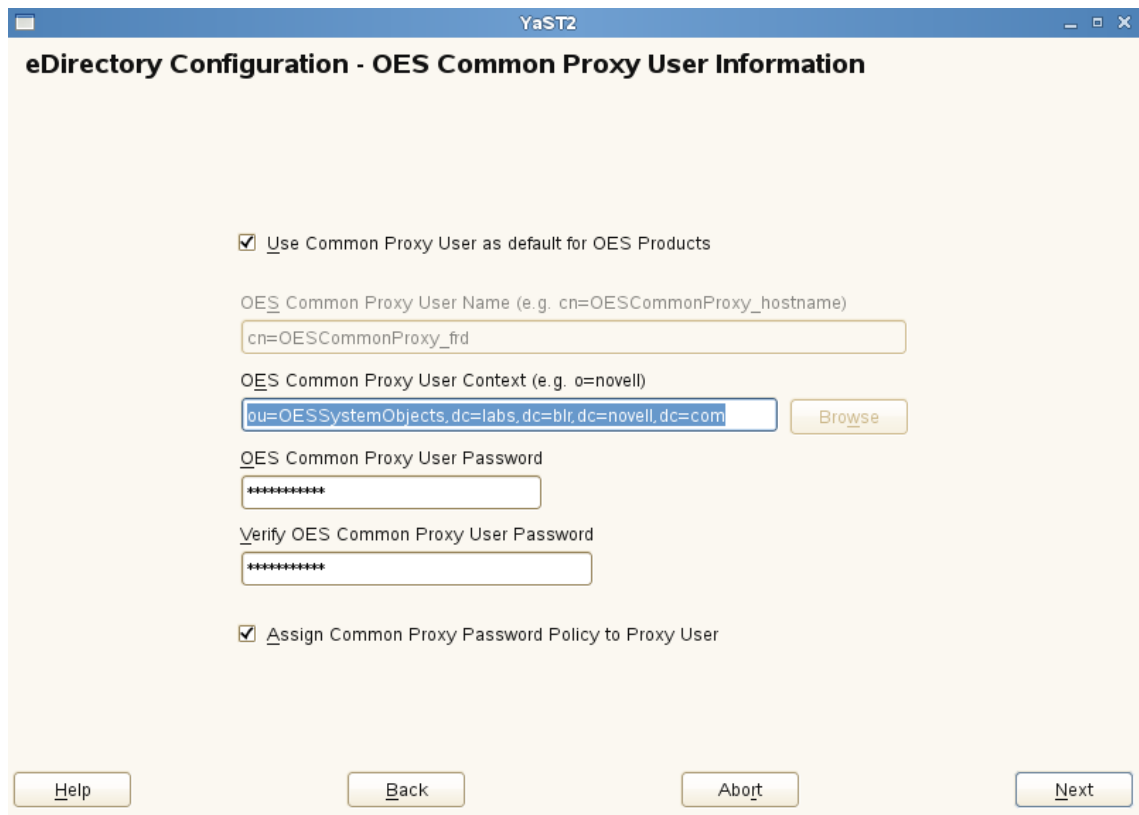 YaST2
eDirectory Configuration - OES Common Proxy User Information
Use Common Proxy User as default for OES Products
OES Common Proxy User Name (e.g. cn=OESCommonProxy_hostname)
cn=OESCommonProxy_frd
OES Common Proxy User Context (e.g. o=novell)
ou=OESSystemObjects,dc=labs,dc=blr,dc=novell,dc=com
Browse
OES Common Proxy User Password
***********
Verify OES Common Proxy User Password
***********
Assign Common Proxy Password Policy to Proxy User
Help Back Abort Next